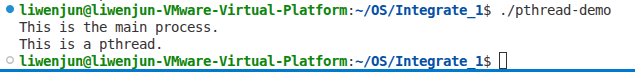 liwenjun@liwenjun-VMware-Virtual-Platform:~/OS/Integrate_1$ ./pthread-demo
This is the main process.
This is a pthread.
liwenjun@liwenjun-VMware-Virtual-Platform:~/OS/Integrate_1$